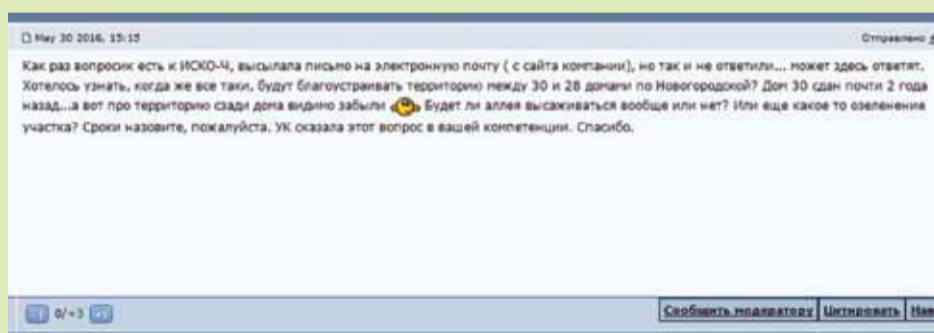 May 30 2016, 15:15 Отправлено
Как раз вопросик есть к ИСКО-Ч, высылала письмо на электронную почту ( с сайта компании), но так и не ответили... может здесь ответят.
Хотелось узнать, когда же все таки, будут благоустраивать территорию между 30 и 28 домами по Новогородской? Дом 30 сдан почти 2 года
назад...а вот про территорию сзади дома видимо забыли Будет ли аллея высаживаться вообще или нет? Или еще какое то озеленение
участка? Сроки назовите, пожалуйста. УК сказала этот вопрос в вашей компетенции. Спасибо.
0/+3 Сообщить модератору Цитировать